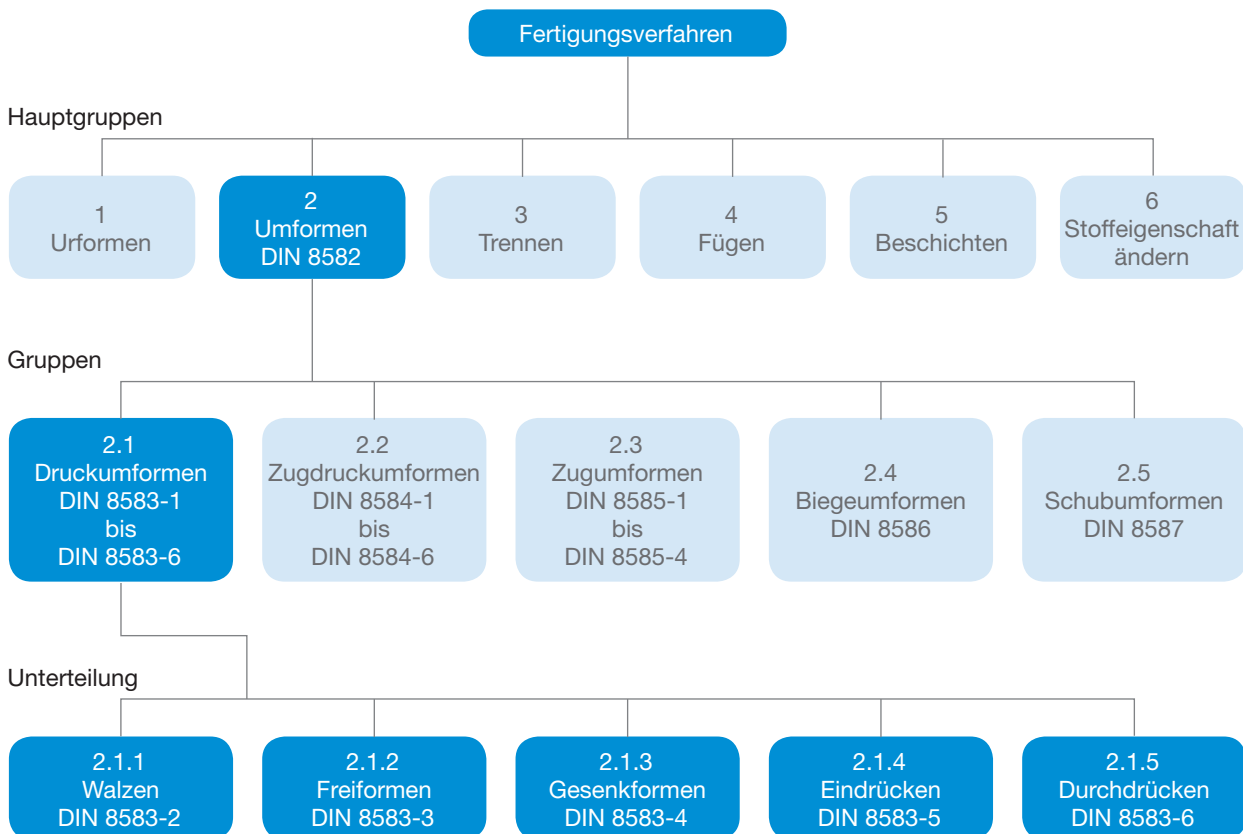 Fertigungsverfahren
Hauptgruppen
1
Urformen
2
Umformen
DIN 8582
3
Trennen
4
Fügen
5
Beschichten
6
Stoffeigenschaft
ändern
Gruppen
2.1
Druckumformen
DIN 8583-1
bis
DIN 8583-6
2.2
Zugdruckumformen
DIN 8584-1
bis
DIN 8584-6
2.3
Zugumformen
DIN 8585-1
bis
DIN 8585-4
2.4
Biegeumformen
DIN 8586
2.5
Schubumformen
DIN 8587
Unterteilung
2.1.1
Walzen
DIN 8583-2
2.1.2
Freiformen
DIN 8583-3
2.1.3
Gesenkformen
DIN 8583-4
2.1.4
Eindrücken
DIN 8583-5
2.1.5
Durchdrücken
DIN 8583-6